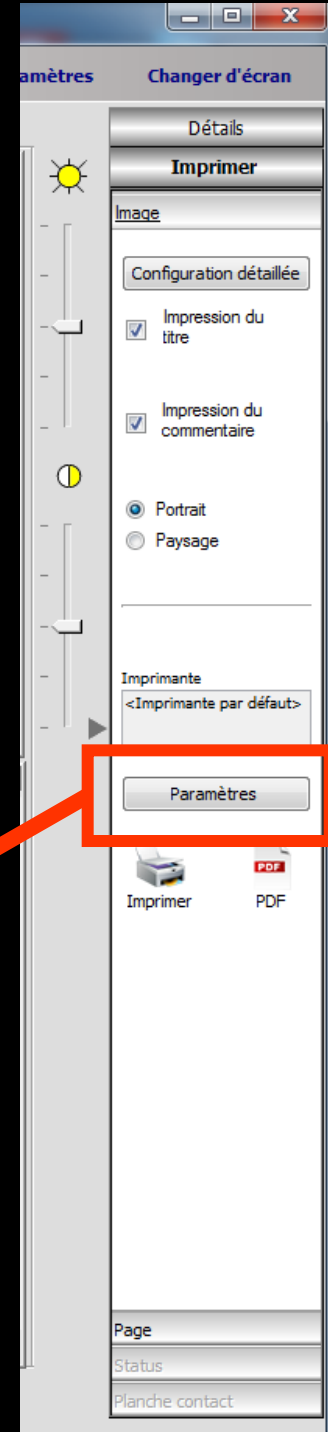 amètres Changer d'écran
Détails
Imprimer
Image
Configuration détaillée
Impression du
titre
Impression du
commentaire
Portrait
Paysage
Imprimante
<Imprimante par défaut>
Paramètres
PDF
Imprimer PDF
Page
Status
Planche contact